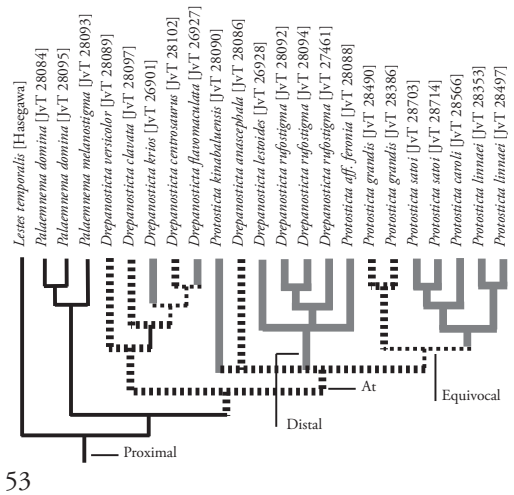 Lestes temporalis [Hasegawa]
Palaemnema domina [JvT 28084]
Palaemnema domina [JvT 28095]
Palaemnema melanostigma [JvT 28093]
Drepanosticta versicolor [JvT 28089]
Drepanosticta clavata [JvT 28097]
Drepanosticta krios [JvT 26901]
Drepanosticta centrosaurus [JvT 28102]
Drepanosticta flavomaculata [JvT 26927]
Protosticta kinabaluensis [JvT 28090]
Drepanosticta anascephala [JvT 28086]
Drepanosticta lestoides [JvT 26928]
Drepanosticta rufostigma [JvT 28092]
Drepanosticta rufostigma [JvT 28094]
Drepanosticta rufostigma [JvT 27461]
Protosticta aff. feronia [JvT 28088]
Protosticta grandis [JvT 28490]
Protosticta grandis [JvT 28386]
Protosticta satoi [JvT 28703]
Protosticta satoi [JvT 28714]
Protosticta caroli [JvT 28566]
Protosticta linnaei [JvT 28353]
Protosticta linnaei [JvT 28497]
At
Equivocal
Distal
Proximal
53